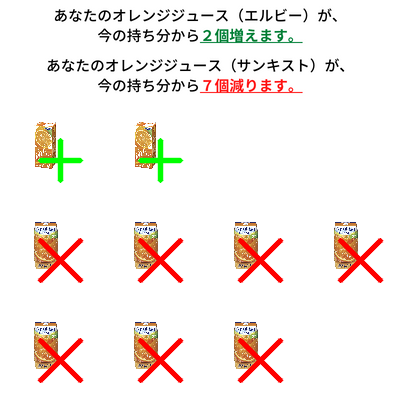 あなたのオレンジジュース（エルビー）が、
今の持ち分から２個増えます。
あなたのオレンジジュース（サンキスト）が、
今の持ち分から７個減ります。